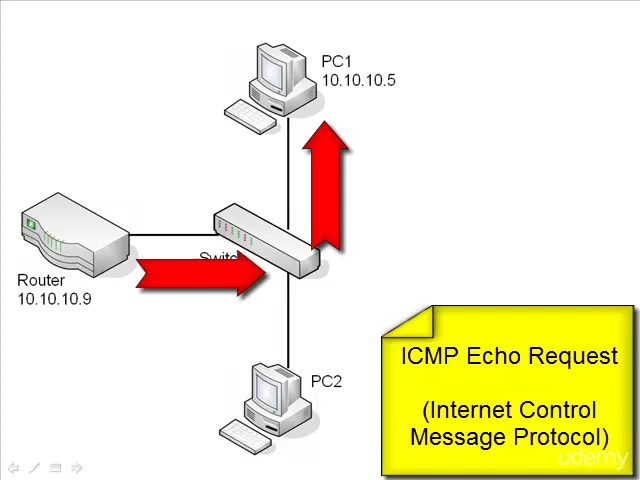 PC1
10.10.10.5
Router
10.10.10.9
PC2
ICMP Echo Request
(Internet Control
Message Protocol)
udemy